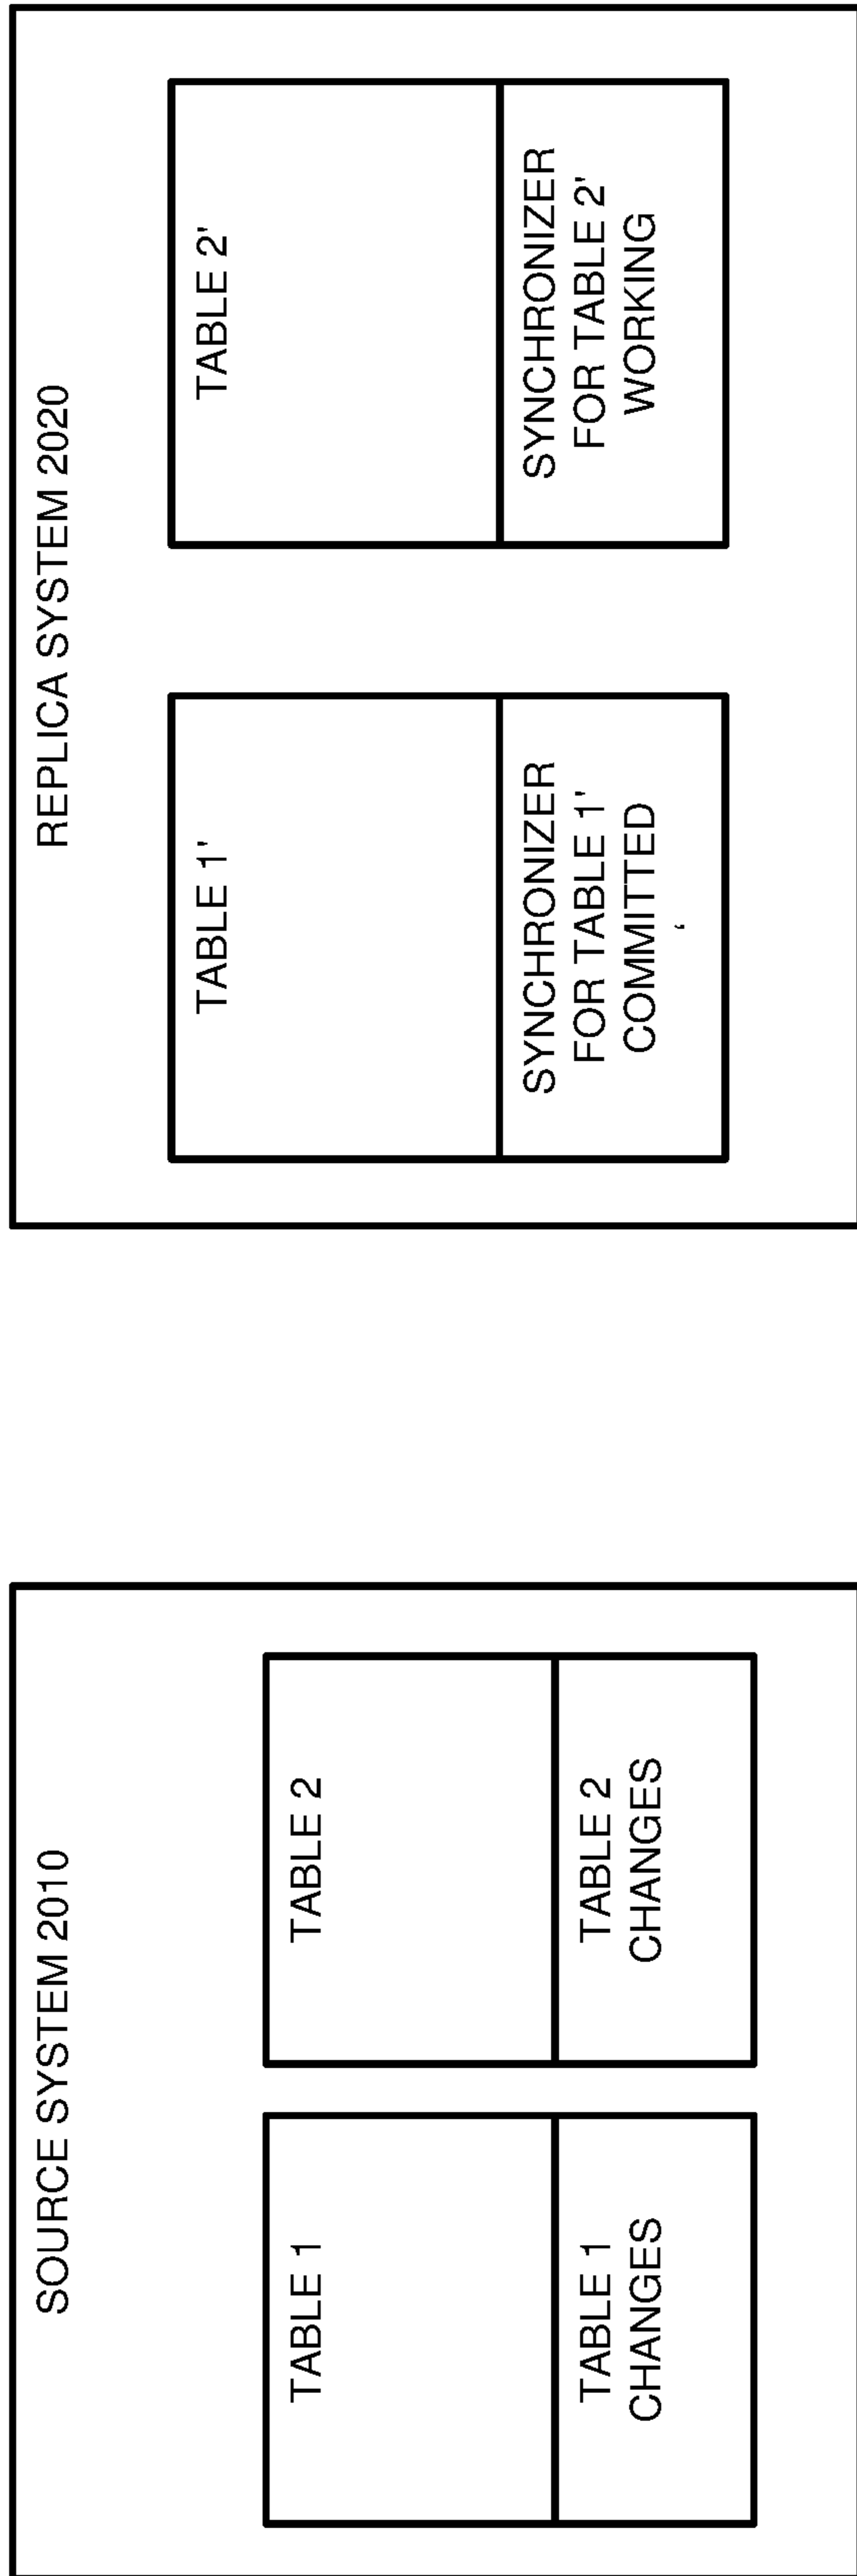 SOURCE SYSTEM 2010
TABLE 1
TABLE 1
CHANGES
TABLE 2
TABLE 2
CHANGES
REPLICA SYSTEM 2020
TABLE 1'
SYNCHRONIZER
FOR TABLE 1'
COMMITTED
TABLE 2'
SYNCHRONIZER
FOR TABLE 2'
WORKING